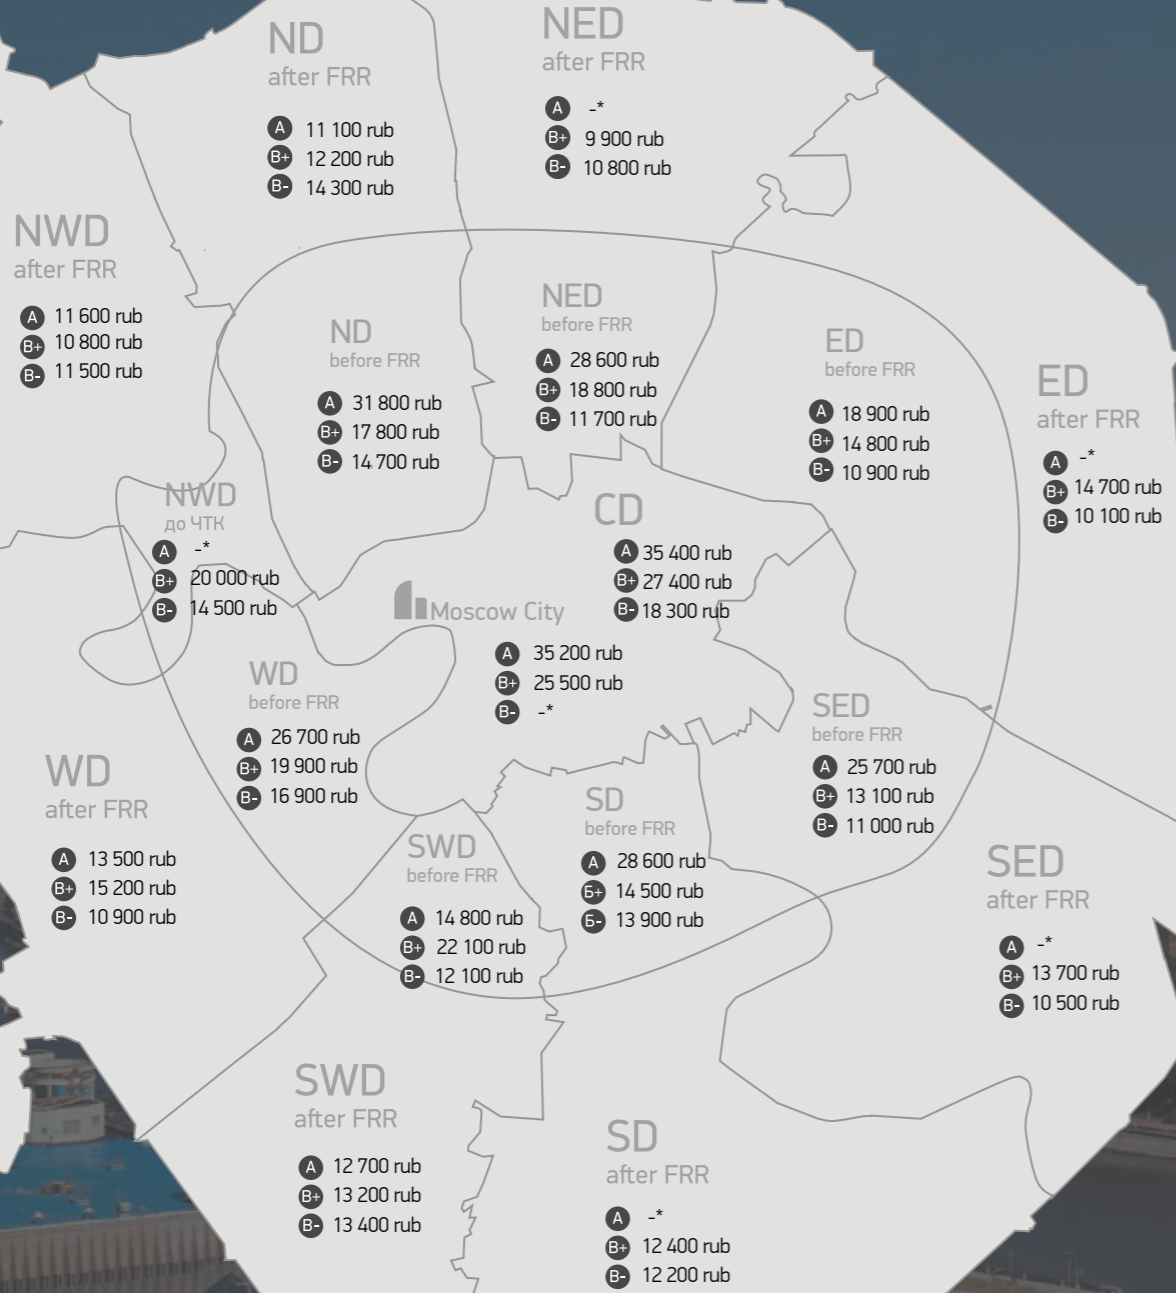 ND
after FRR
A 11 100 rub
B+ 12 200 rub
B- 14 300 rub
NED
after FRR
A -*
B+ 9 900 rub
B- 10 800 rub
NWD
after FRR
A 11 600 rub
B+ 10 800 rub
B- 11 500 rub
ND
before FRR
A 31 800 rub
B+ 17 800 rub
B- 14 700 rub
NED
before FRR
A 28 600 rub
B+ 18 800 rub
B- 11 700 rub
ED
before FRR
A 18 900 rub
B+ 14 800 rub
B- 10 900 rub
ED
after FRR
A -*
B+ 14 700 rub
B- 10 100 rub
NWD
до ЧТК
A -*
B+ 20 000 rub
B- 14 500 rub
CD
A 35 400 rub
B+ 27 400 rub
B- 18 300 rub
Moscow City
A 35 200 rub
B+ 25 500 rub
B- -*
WD
before FRR
A 26 700 rub
B+ 19 900 rub
B- 16 900 rub
SED
before FRR
A 25 700 rub
B+ 13 100 rub
B- 11 000 rub
WD
after FRR
A 13 500 rub
B+ 15 200 rub
B- 10 900 rub
SWD
before FRR
A 14 800 rub
B+ 22 100 rub
B- 12 100 rub
SD
before FRR
A 28 600 rub
Б+ 14 500 rub
Б- 13 900 rub
SED
after FRR
A -*
B+ 13 700 rub
B- 10 500 rub
SWD
after FRR
A 12 700 rub
B+ 13 200 rub
B- 13 400 rub
SD
after FRR
A -*
B+ 12 400 rub
B- 12 200 rub